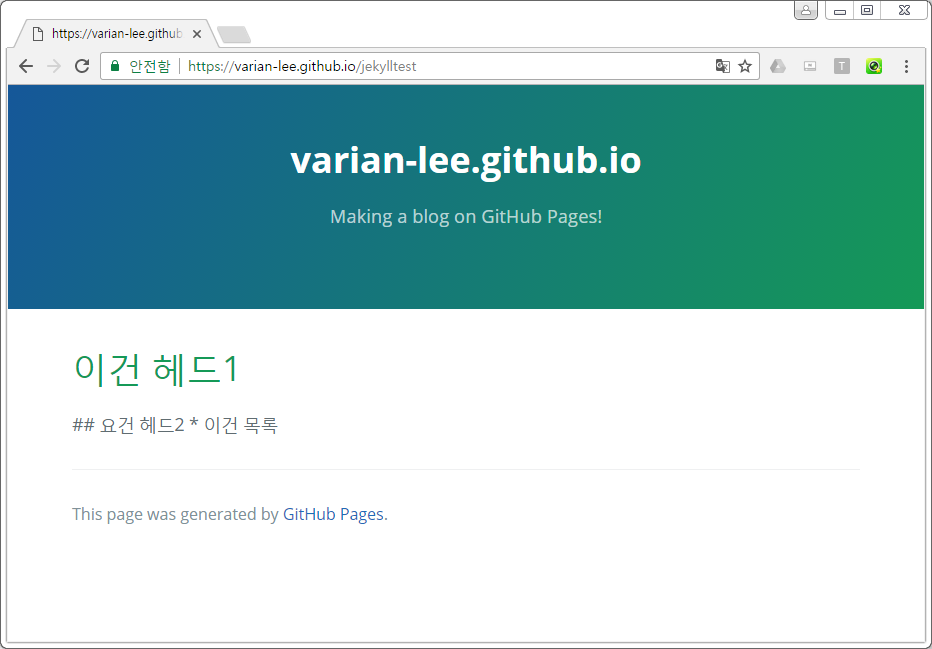 https://varian-lee.github
안전함 https://varian-lee.github.io/jekylltest
T
varian-lee.github.io
Making a blog on GitHub Pages!
이건 헤드1
## 요건 헤드2 * 이건 목록
This page was generated by GitHub Pages.